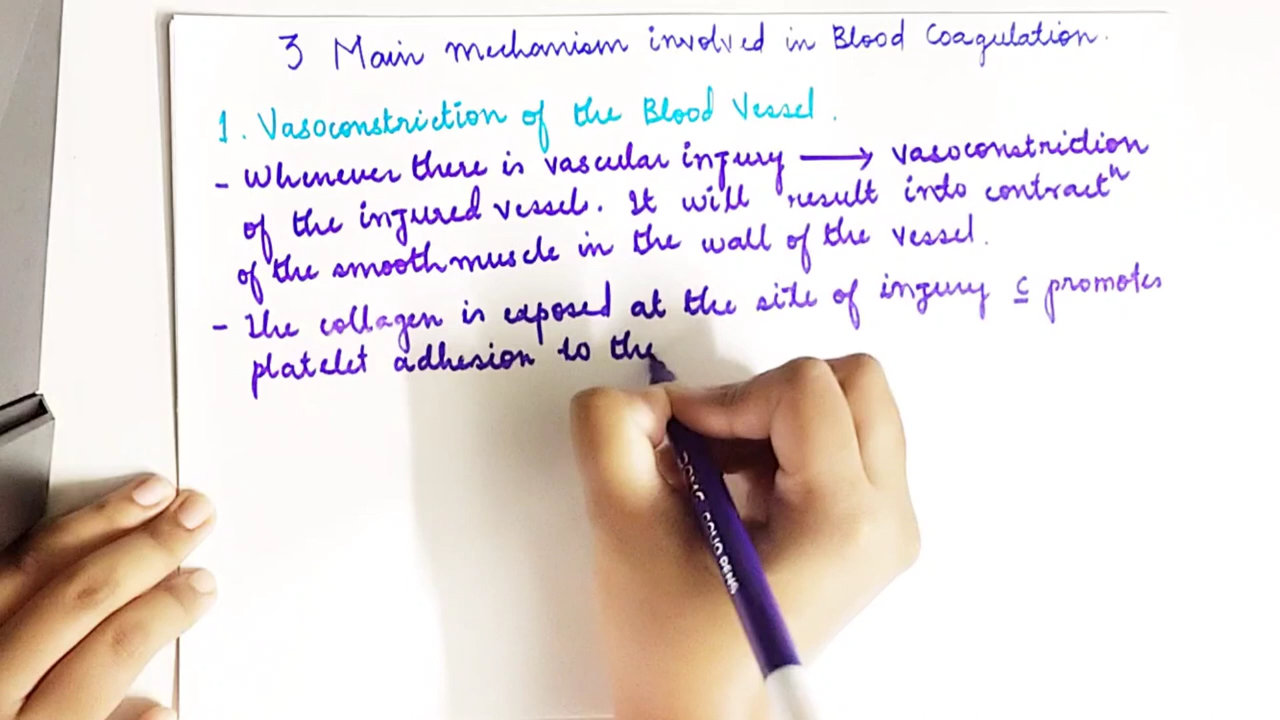 3 Main mechanism involved in Blood Coagulation.
1. Vasoconstriction of the Blood Vessel.
- Whenever there is vascular injury → vasoconstriction
of the injured vessel. It will result into contractⁿ
of the smooth muscle in the wall of the vessel.
- The collagen is exposed at the site of injury c̲ promotes
platelet adhesion to the